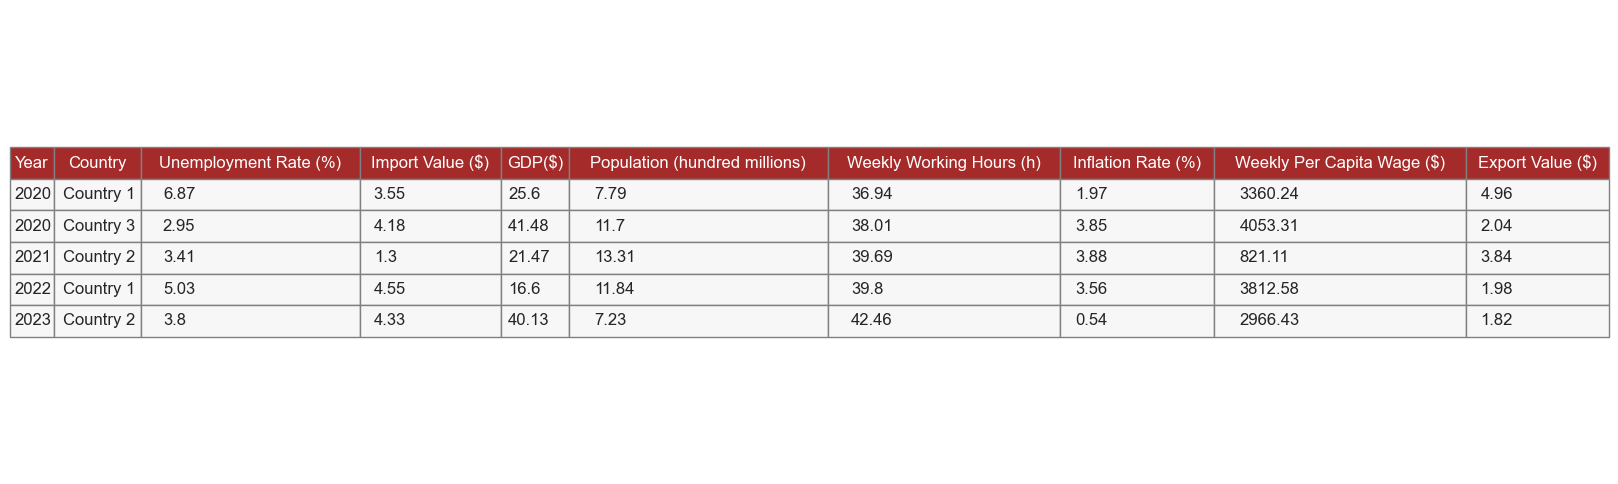 Year Country Unemployment Rate (%) Import Value ($) GDP($) Population (hundred millions) Weekly Working Hours (h) Inflation Rate (%) Weekly Per Capita Wage ($) Export Value ($)
2020 Country 1 6.87 3.55 25.6 7.79 36.94 1.97 3360.24 4.96
2020 Country 3 2.95 4.18 41.48 11.7 38.01 3.85 4053.31 2.04
2021 Country 2 3.41 1.3 21.47 13.31 39.69 3.88 821.11 3.84
2022 Country 1 5.03 4.55 16.6 11.84 39.8 3.56 3812.58 1.98
2023 Country 2 3.8 4.33 40.13 7.23 42.46 0.54 2966.43 1.82